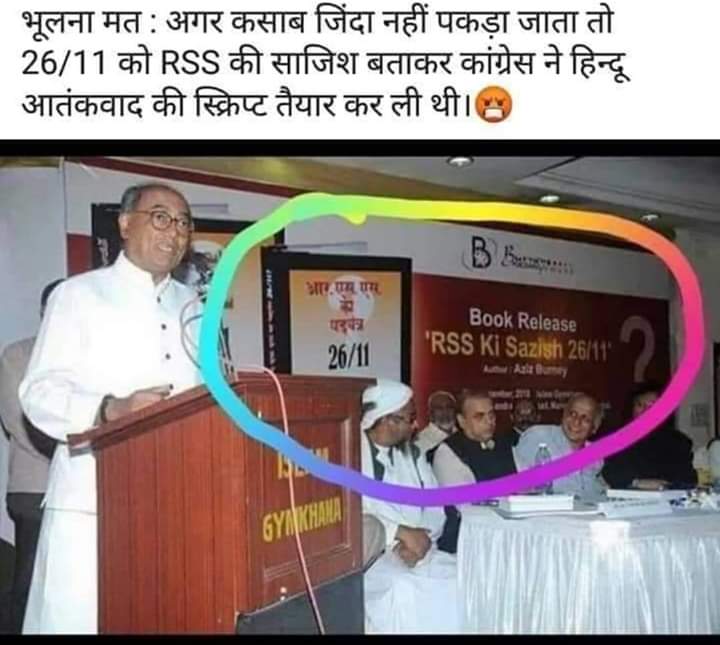 भूलना मत : अगर कसाब जिंदा नहीं पकड़ा जाता तो
26/11 को RSS की साजिश बताकर कांग्रेस ने हिन्दू
आतंकवाद की स्क्रिप्ट तैयार कर ली थी।😡
B
आर.एस.एस.
का
षड्यंत्र
26/11
Book Release
'RSS Ki Sazish 26/11'
Author: Aziz Burney
?
ISLAM
GYMKHANA